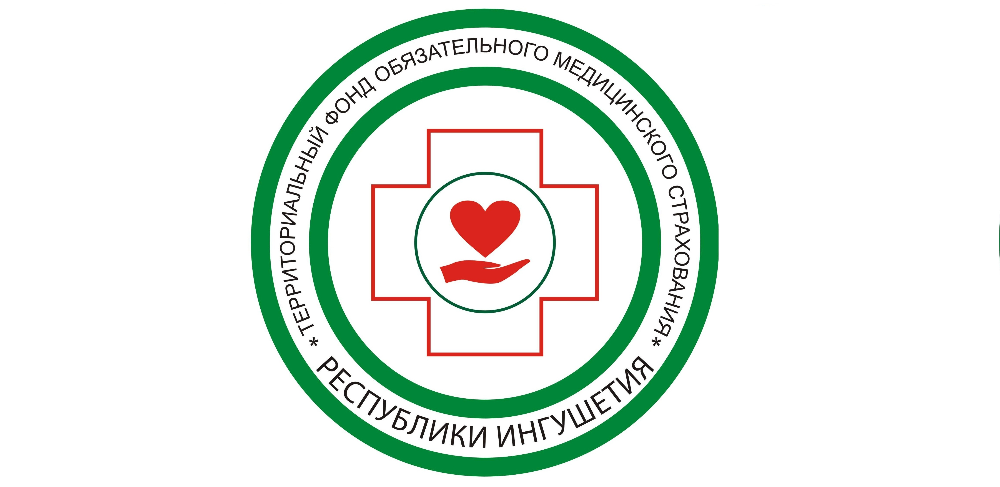 * ТЕРРИТОРИАЛЬНЫЙ ФОНД ОБЯЗАТЕЛЬНОГО МЕДИЦИНСКОГО СТРАХОВАНИЯ *
РЕСПУБЛИКИ ИНГУШЕТИЯ